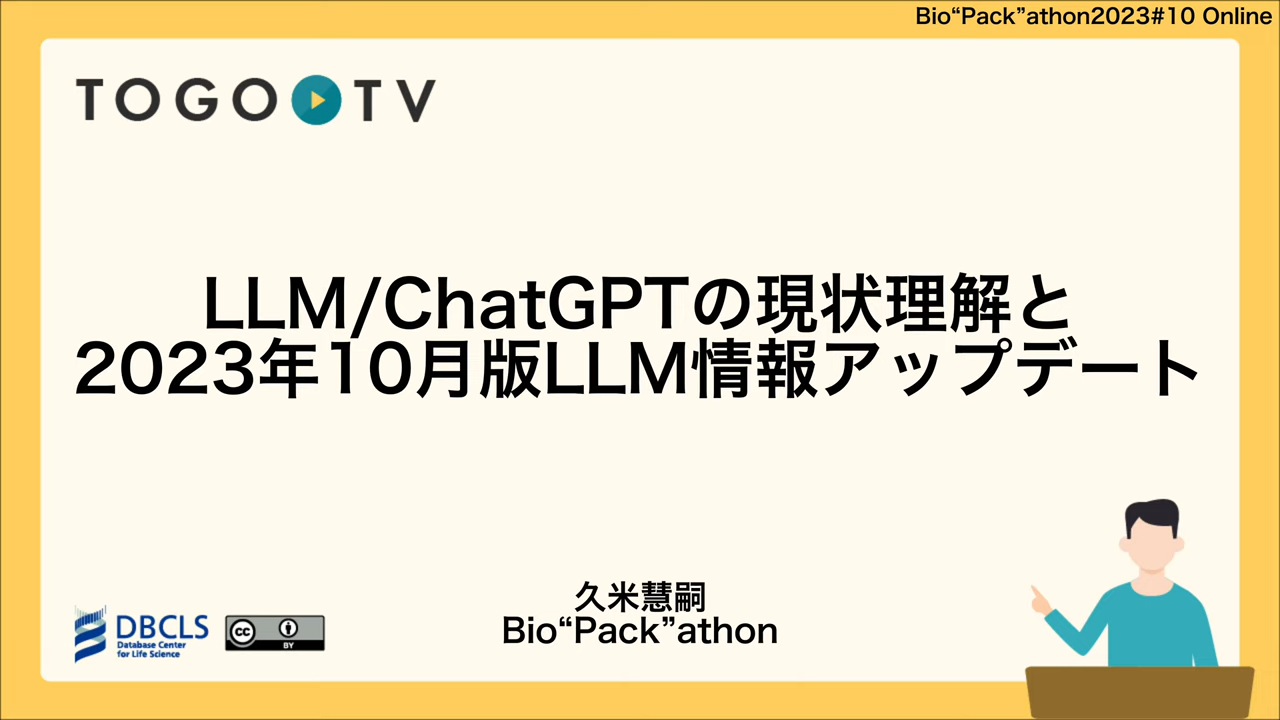 Bio“Pack”athon2023#10 Online
TOGO TV
LLM/ChatGPTの現状理解と
2023年10月版LLM情報アップデート
久米慧嗣
Bio“Pack”athon
DBCLS
Database Center
for Life Science
cc
BY